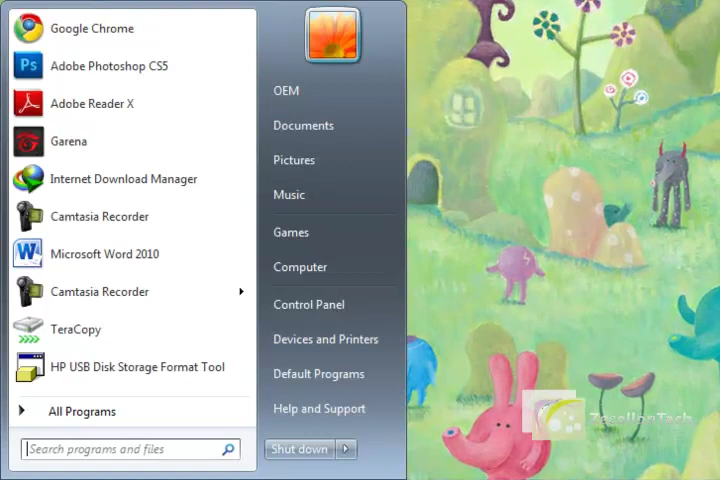 Google Chrome
Ps
Adobe Photoshop CS5
Adobe Reader X
Garena
Internet Download Manager
Camtasia Recorder
W
Microsoft Word 2010
Camtasia Recorder
TeraCopy
HP USB Disk Storage Format Tool
All Programs
Search programs and files
OEM
Documents
Pictures
Music
Games
Computer
Control Panel
Devices and Printers
Default Programs
Help and Support
Shut down